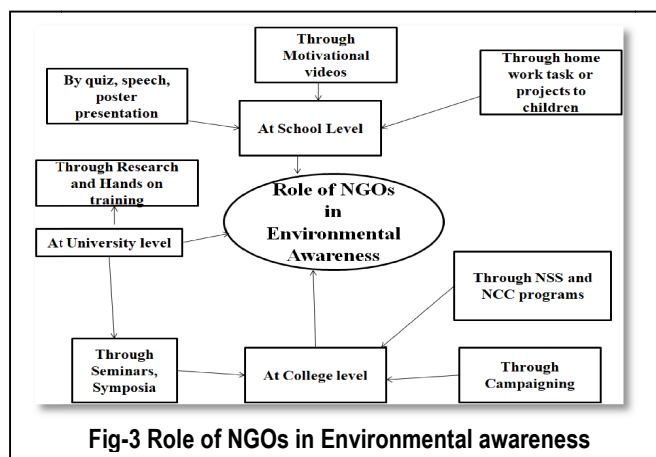 Through
Motivational
videos
By quiz, speech,
poster
presentation
Through home
work task or
projects to
children
At School Level
Through Research
and Hands on
training
Role of NGOs
in
Environmental
Awareness
At University level
Through NSS and
NCC programs
Through
Seminars,
Symposia
At College level
Through
Campaigning
Fig-3 Role of NGOs in Environmental awareness